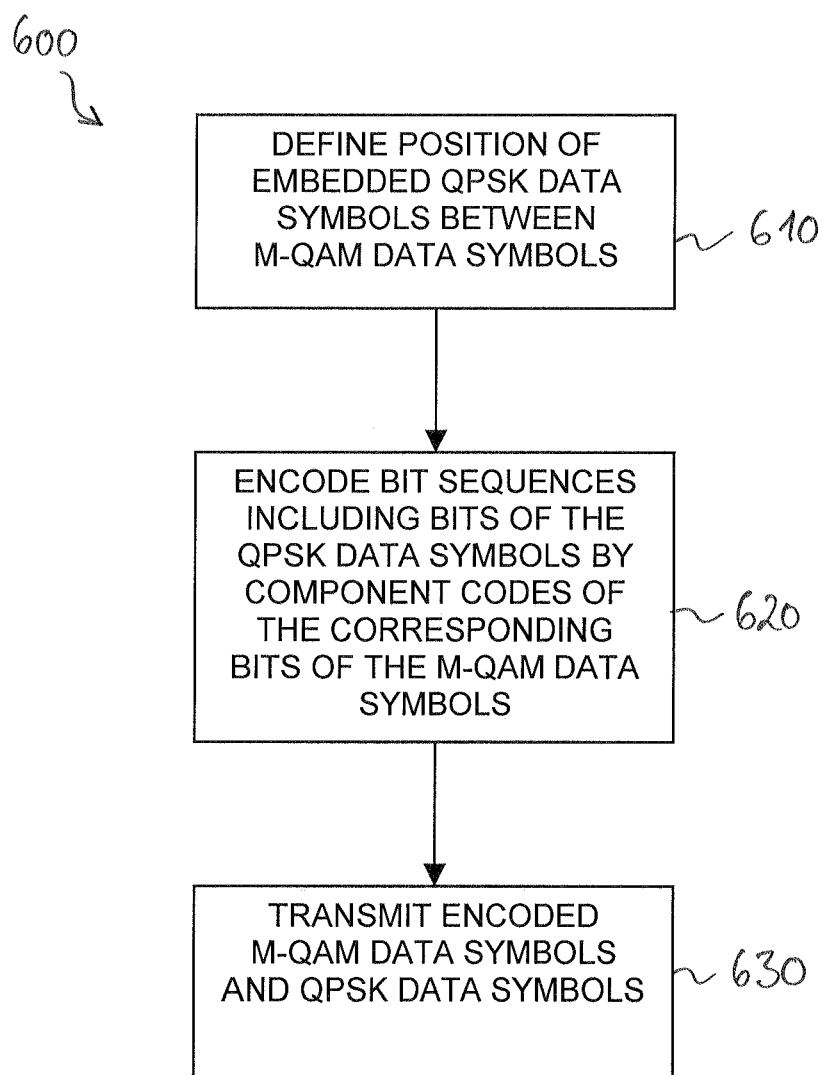 600
DEFINE POSITION OF
EMBEDDED QPSK DATA
SYMBOLS BETWEEN
M-QAM DATA SYMBOLS
610
ENCODE BIT SEQUENCES
INCLUDING BITS OF THE
QPSK DATA SYMBOLS BY
COMPONENT CODES OF
THE CORRESPONDING
BITS OF THE M-QAM DATA
SYMBOLS
620
TRANSMIT ENCODED
M-QAM DATA SYMBOLS
AND QPSK DATA SYMBOLS
630